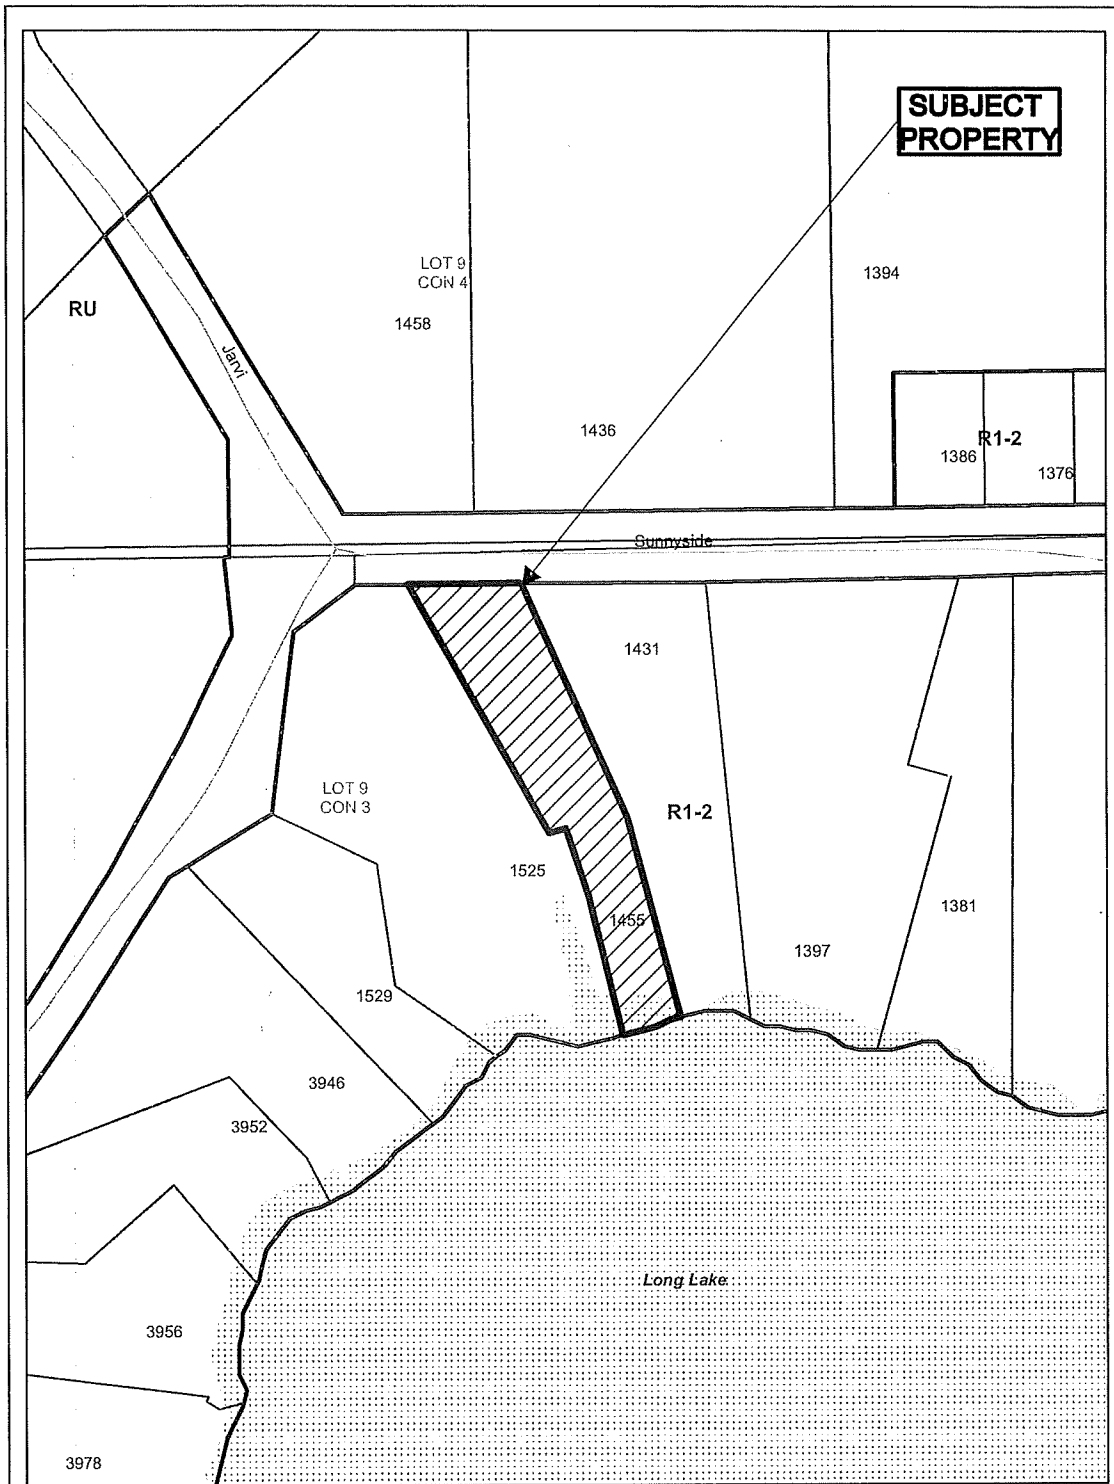 SUBJECT
PROPERTY
LOT 9
CON 4
1394
RU
1458
Jarvi
1436
R1-2
1386
1376
Sunnyside
1431
LOT 9
CON 3
R1-2
1525
1455
1381
1397
1529
3946
3952
Long Lake
3956
3978